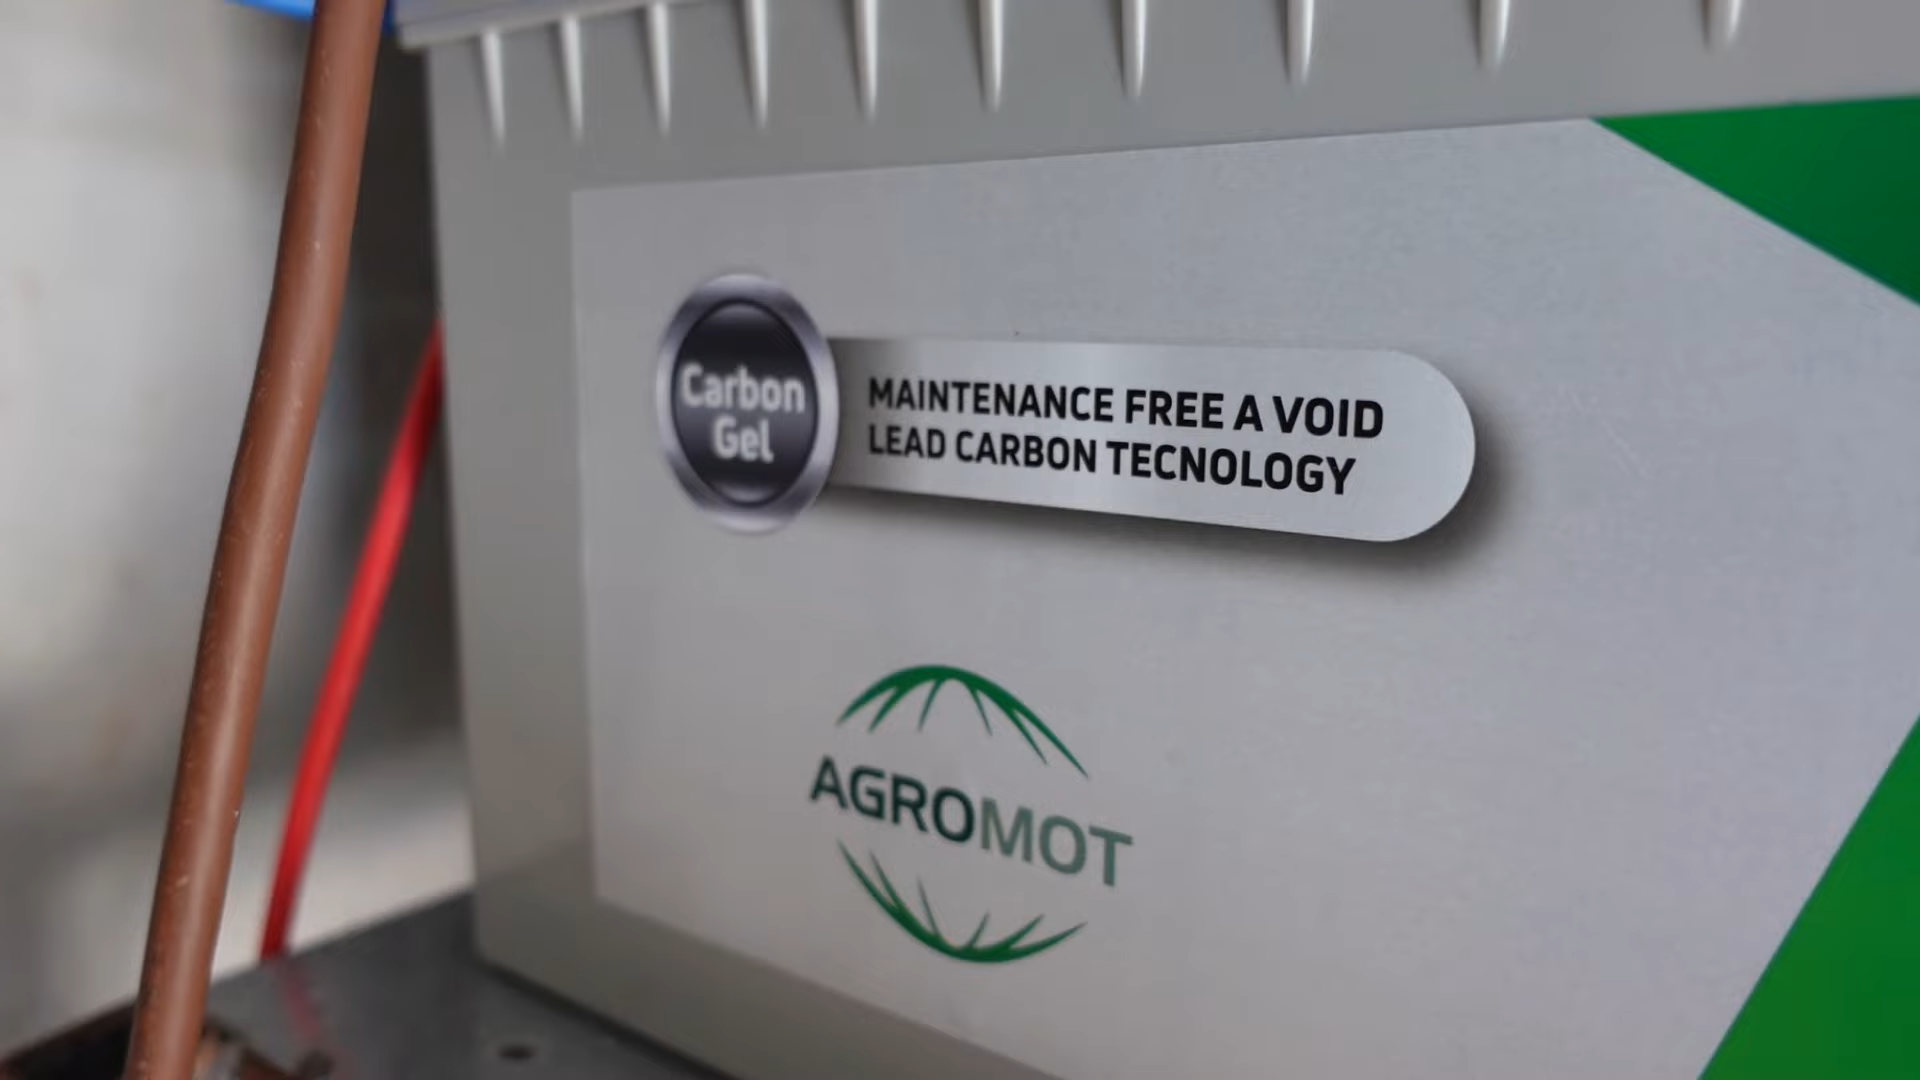 Carbon
Gel
MAINTENANCE FREE A VOID
LEAD CARBON TECNOLOGY
AGROMOT